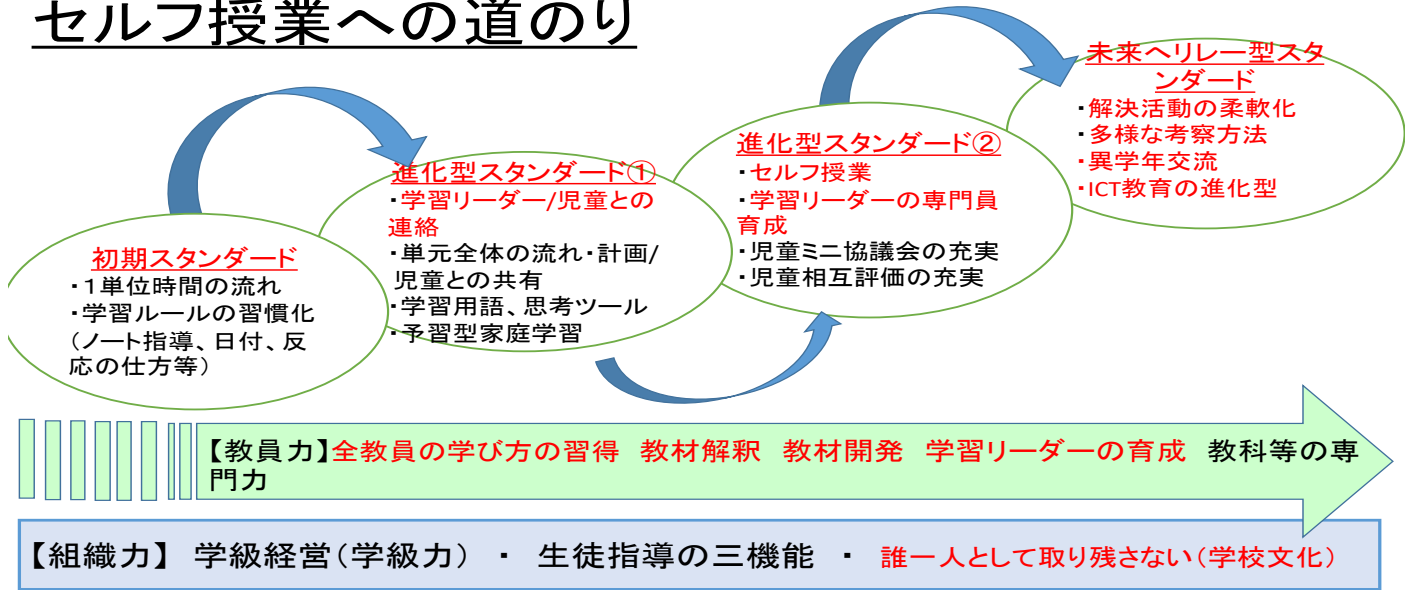 セルフ授業への道のり
初期スタンダード
・1単位時間の流れ
・学習ルールの習慣化
(ノート指導、日付、反
応の仕方等)
進化型スタンダード①
・学習リーダー/児童との
連絡
・単元全体の流れ・計画/
児童との共有
・学習用語、思考ツール
・予習型家庭学習
進化型スタンダード②
・セルフ授業
・学習リーダーの専門員
育成
・児童ミニ協議会の充実
・児童相互評価の充実
未来へリレー型スタ
ンダード
・解決活動の柔軟化
・多様な考察方法
・異学年交流
・ICT教育の進化型
【教員力】全教員の学び方の習得 教材解釈 教材開発 学習リーダーの育成 教科等の専
門力
【組織力】 学級経営(学級力) ・ 生徒指導の三機能 ・ 誰一人として取り残さない(学校文化)